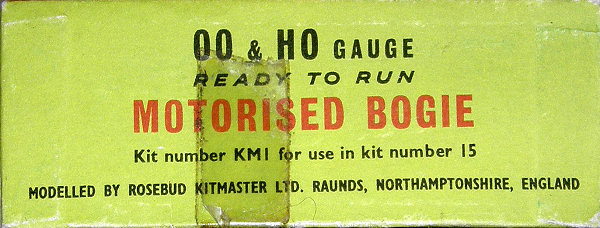 OO & HO GAUGE
READY TO RUN
MOTORISED BOGIE
Kit number KM1 for use in kit number 15
MODELLED BY ROSEBUD KITMASTER LTD. RAUNDS, NORTHAMPTONSHIRE, ENGLAND